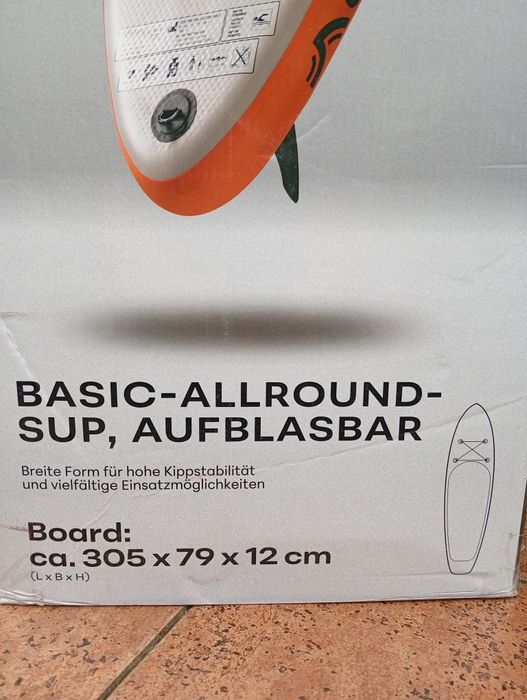 BASIC-ALLROUND-
SUP, AUFBLASBAR
Breite Form für hohe Kippstabilität
und vielfältige Einsatzmöglichkeiten
Board:
ca. 305 x 79 x 12 cm
(L x B x H)